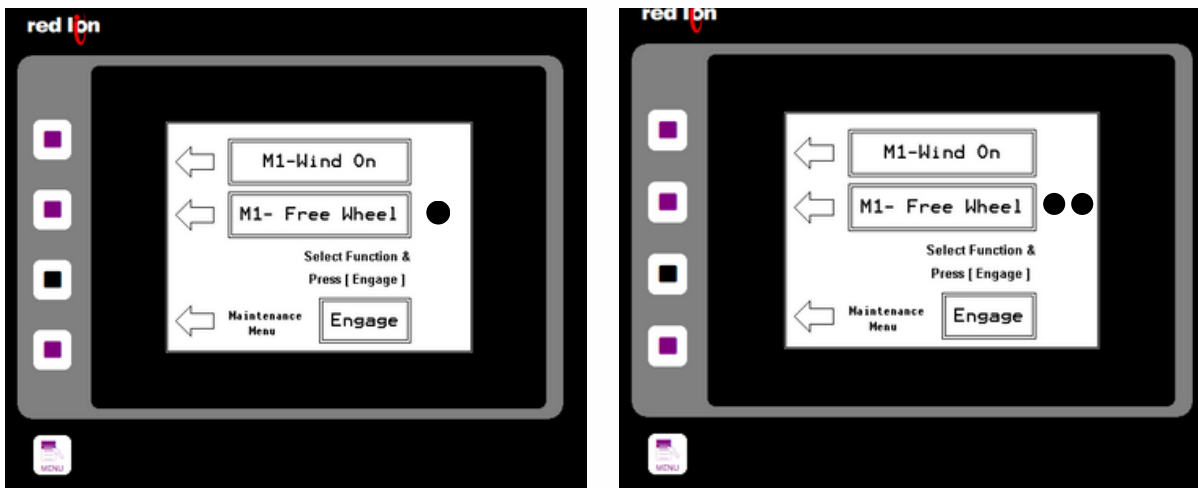 red lion
M1-Wind On
M1- Free Wheel
Select Function &
Press [ Engage ]
Maintenance
Menu
Engage
MENU
red lion
M1-Wind On
M1- Free Wheel
Select Function &
Press [ Engage ]
Maintenance
Menu
Engage
MENU